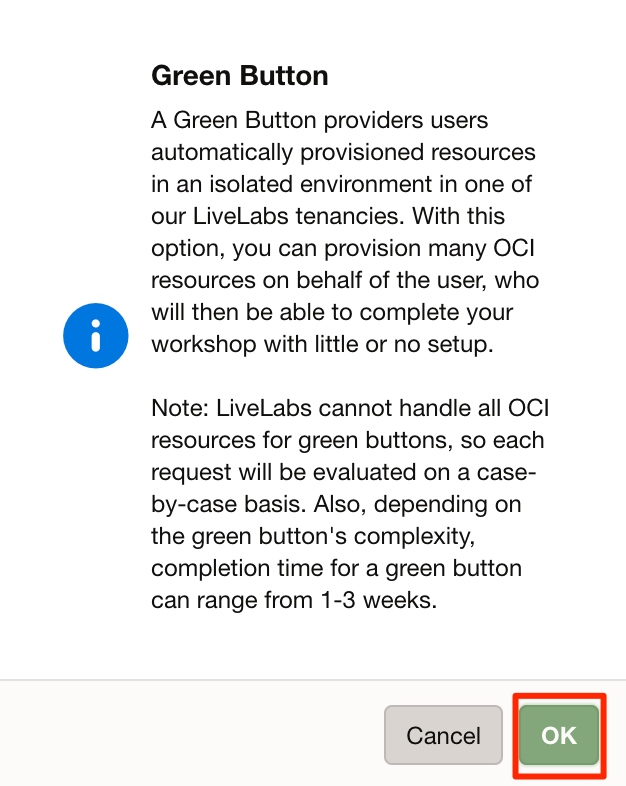 Green Button
A Green Button providers users
automatically provisioned resources
in an isolated environment in one of
our LiveLabs tenancies. With this
option, you can provision many OCI
resources on behalf of the user, who
will then be able to complete your
workshop with little or no setup.
Note: LiveLabs cannot handle all OCI
resources for green buttons, so each
request will be evaluated on a case-
by-case basis. Also, depending on
the green button's complexity,
completion time for a green button
can range from 1-3 weeks.
Cancel
OK